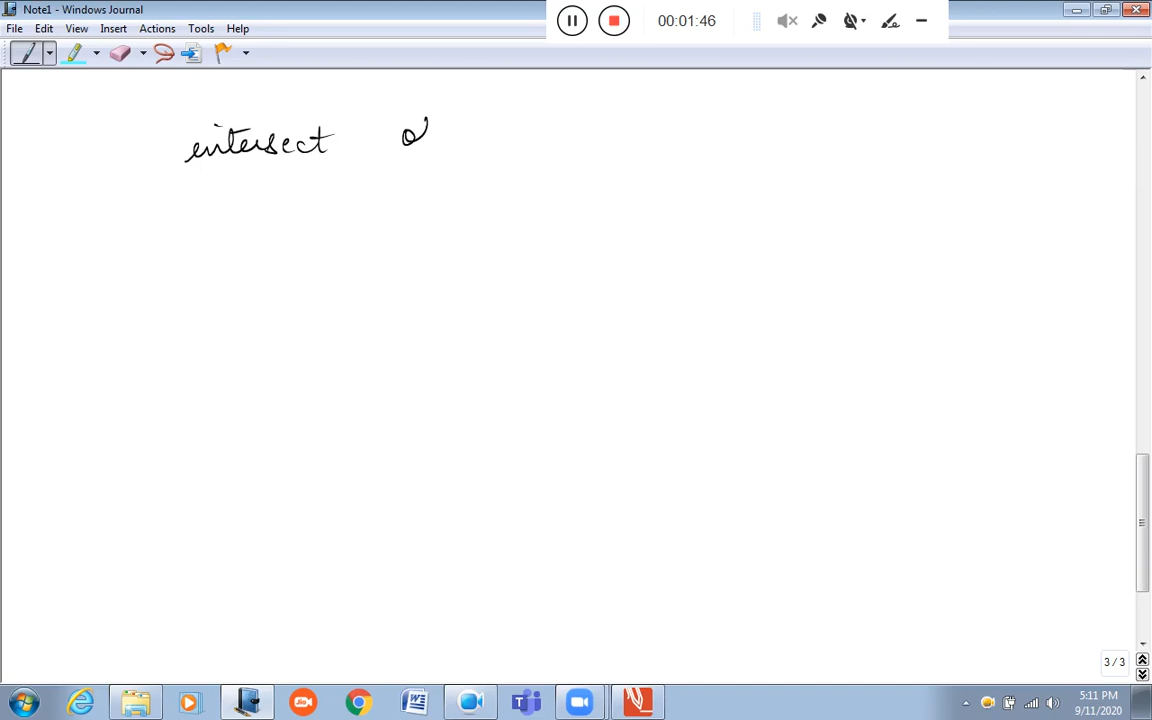 Note1 - Windows Journal
00:01:46
File Edit View Insert Actions Tools Help
intersect
3 / 3
5:11 PM
9/11/2020